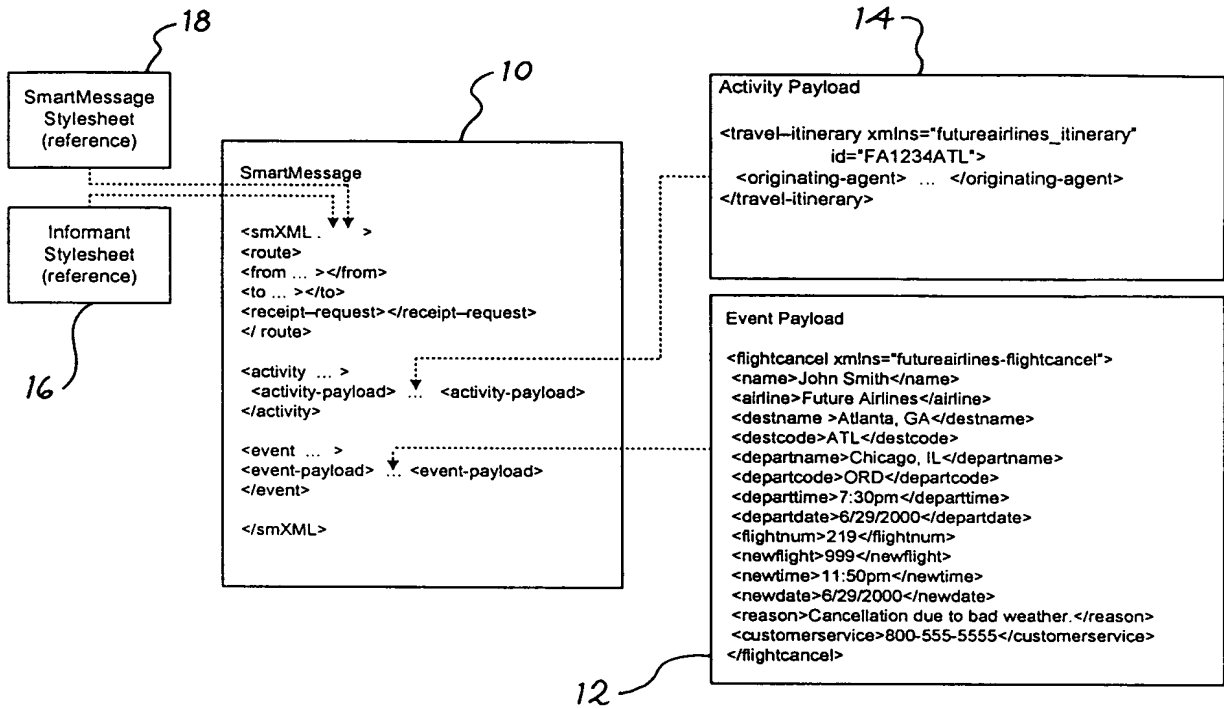 18
SmartMessage
Stylesheet
(reference)
Informant
Stylesheet
(reference)
16
10
SmartMessage
<smXML . >
<route>
<from ... ></from>
<to ... ></to>
<receipt–request></receipt–request>
</ route>
<activity ... >
<activity-payload> ... <activity-payload>
</activity>
<event ... >
<event-payload> ... <event-payload>
</event>
</smXML>
14
Activity Payload
<travel–itinerary xmlns="futureairlines_itinerary"
id="FA1234ATL">
<originating-agent> ... </originating-agent>
</travel-itinerary>
Event Payload
<flightcancel xmlns="futureairlines-flightcancel">
<name>John Smith</name>
<airline>Future Airlines</airline>
<destname >Atlanta, GA</destname>
<destcode>ATL</destcode>
<departname>Chicago, IL</departname>
<departcode>ORD</departcode>
<departtime>7:30pm</departtime>
<departdate>6/29/2000</departdate>
<flightnum>219</flightnum>
<newflight>999</newflight>
<newtime>11:50pm</newtime>
<newdate>6/29/2000</newdate>
<reason>Cancellation due to bad weather.</reason>
<customerservice>800-555-5555</customerservice>
</flightcancel>
12